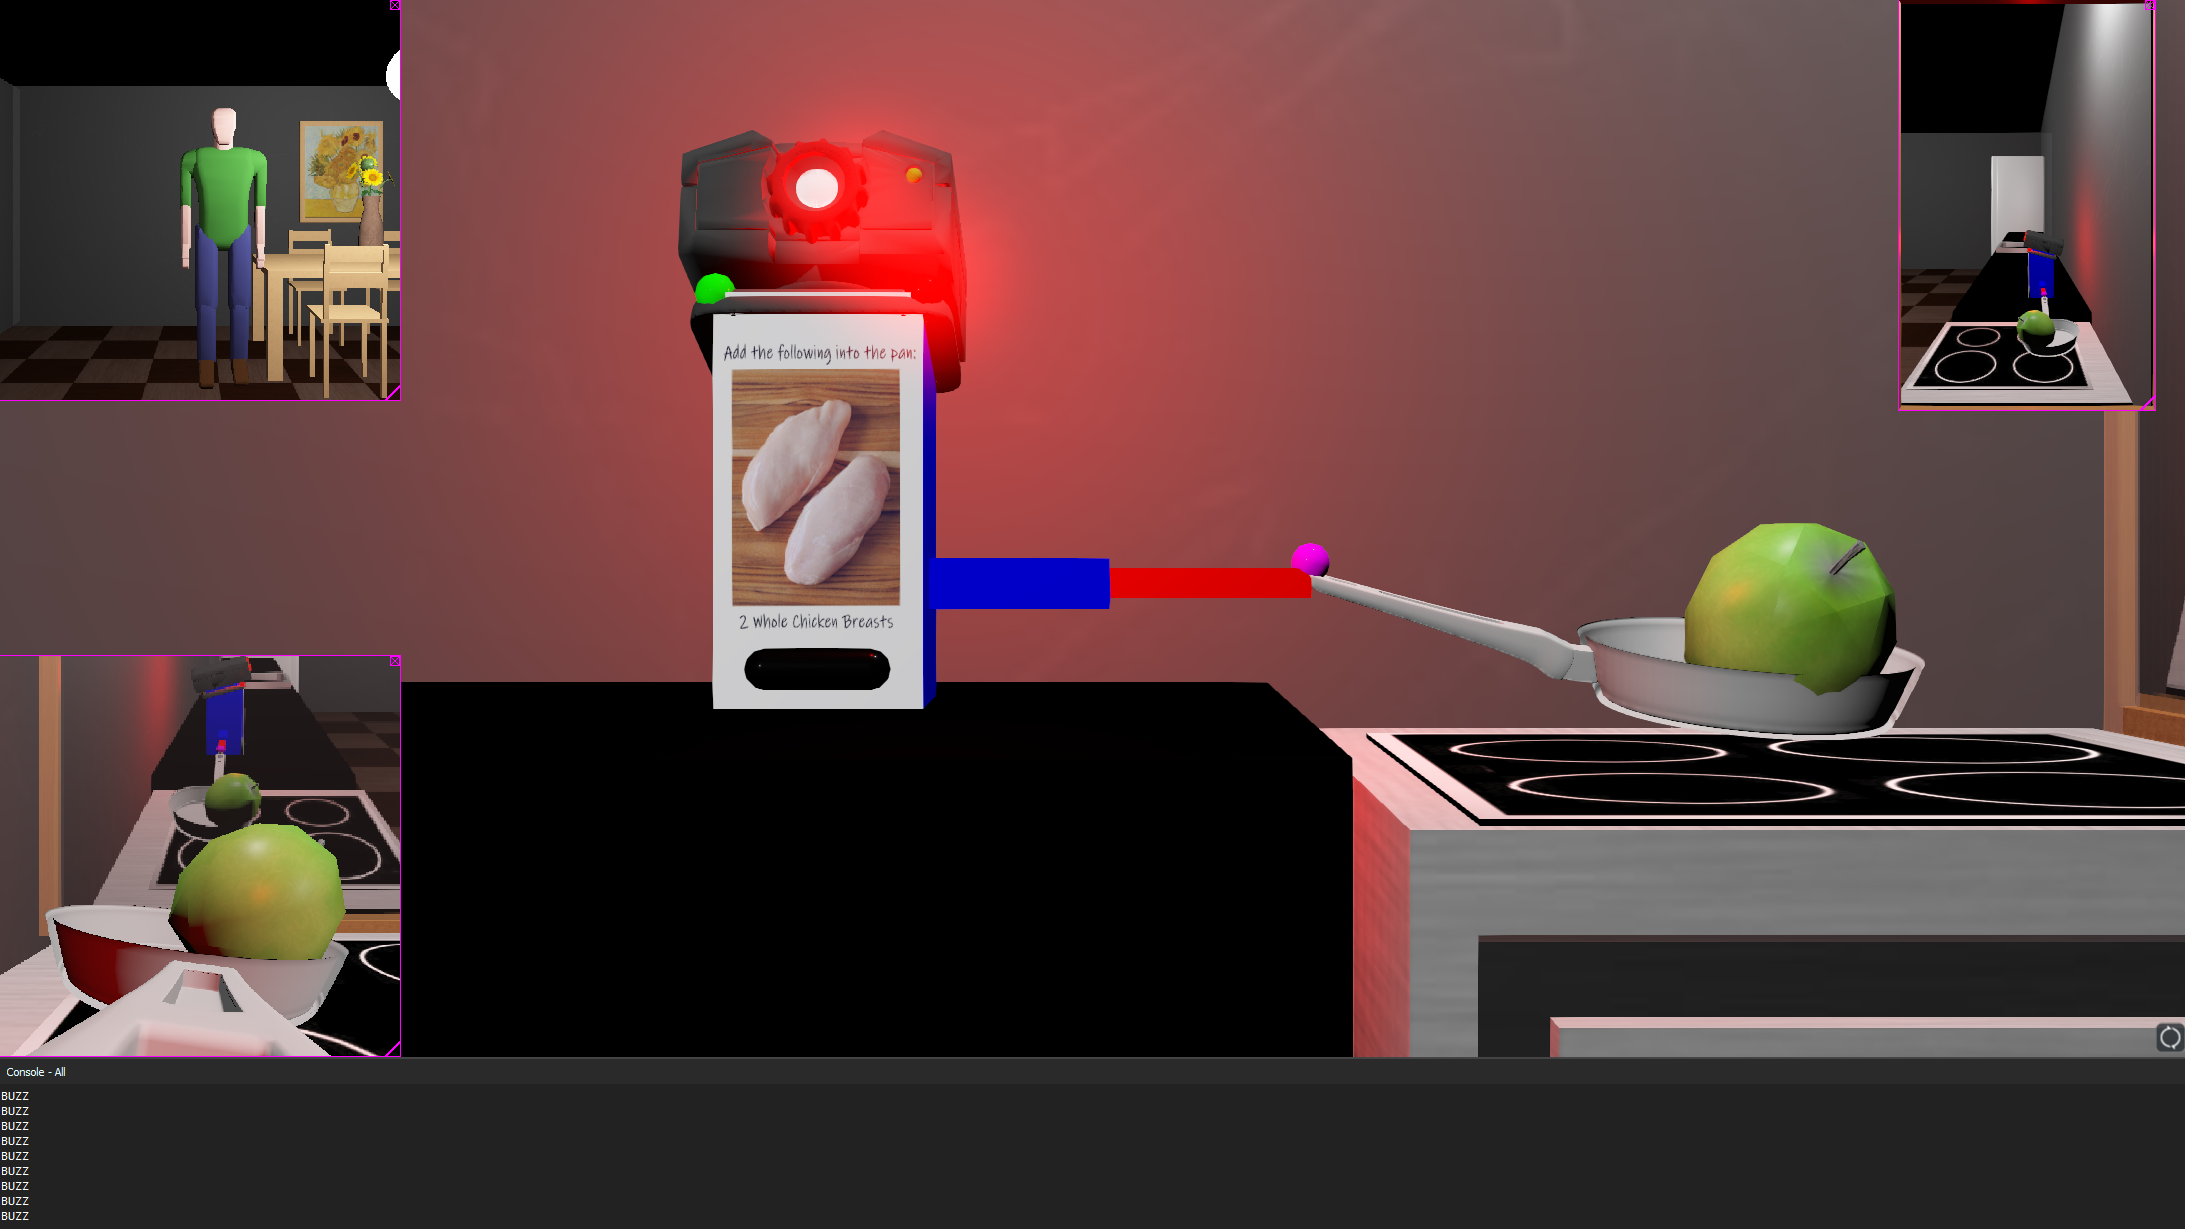 Add the following into the pan:
2 Whole Chicken Breasts
Console - All
BUZZ
BUZZ
BUZZ
BUZZ
BUZZ
BUZZ
BUZZ
BUZZ
BUZZ